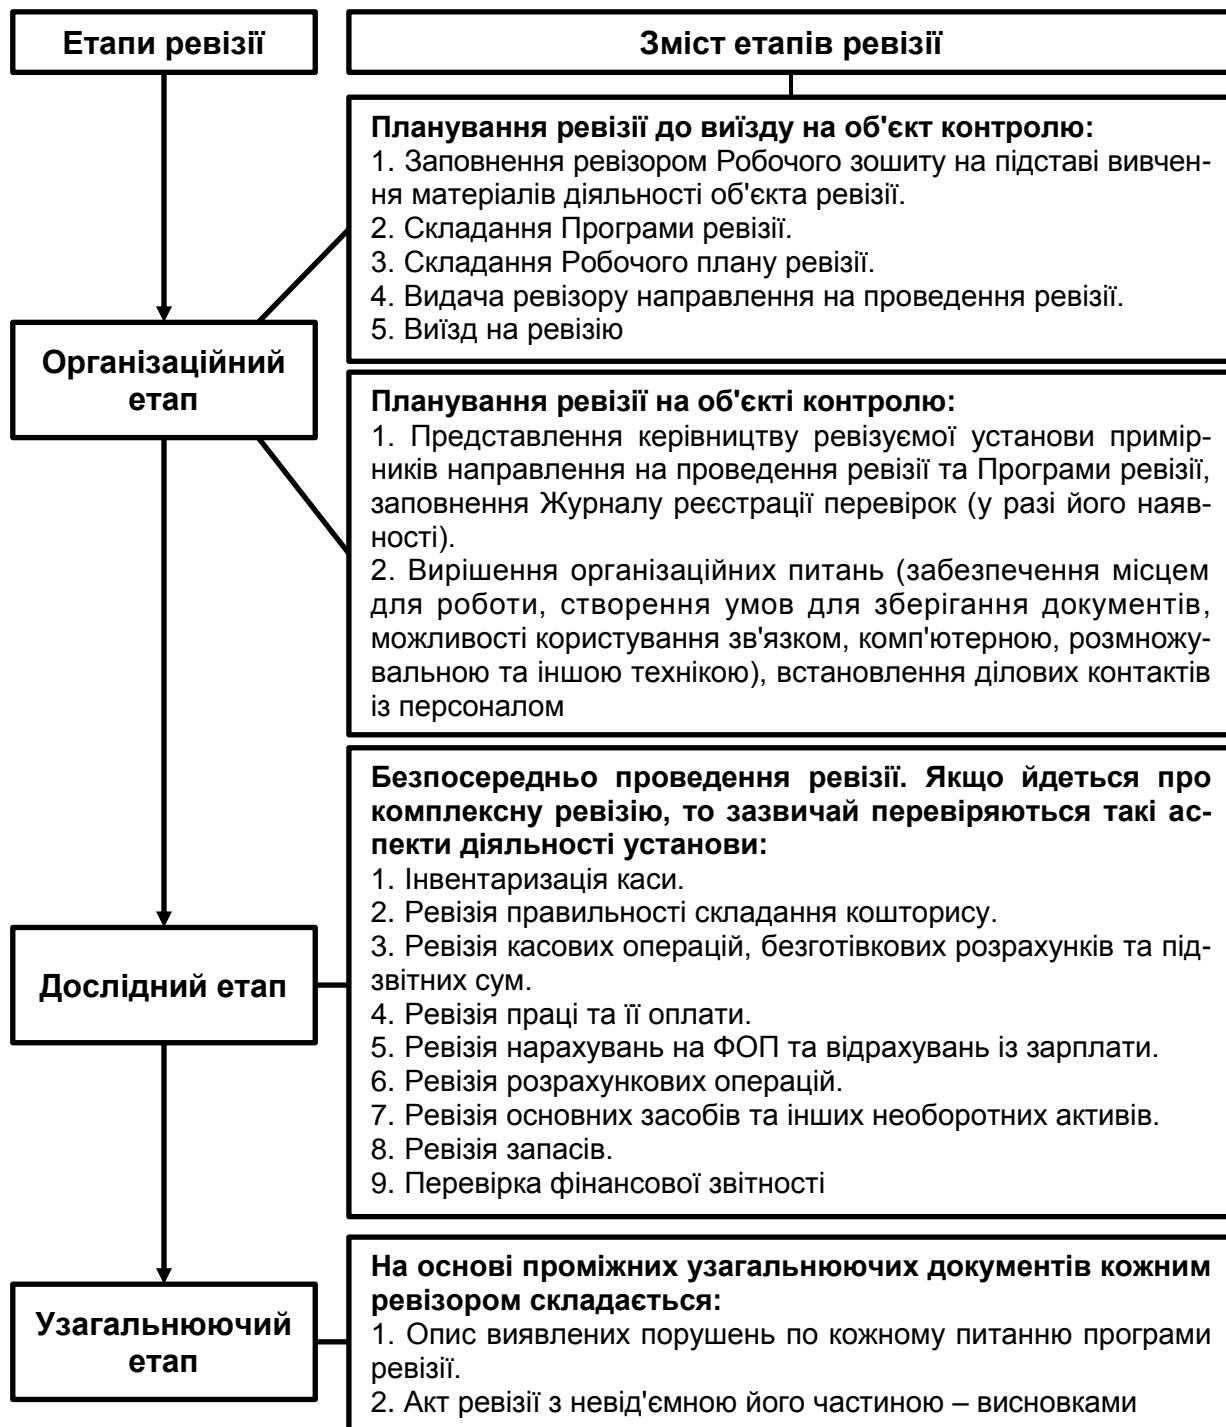 Етапи ревізії
Зміст етапів ревізії
Планування ревізії до виїзду на об'єкт контролю:
1. Заповнення ревізором Робочого зошиту на підставі вивчен-
ня матеріалів діяльності об'єкта ревізії.
2. Складання Програми ревізії.
3. Складання Робочого плану ревізії.
4. Видача ревізору направлення на проведення ревізії.
5. Виїзд на ревізію
Організаційний
етап
Планування ревізії на об'єкті контролю:
1. Представлення керівництву ревізуємої установи примір-
ників направлення на проведення ревізії та Програми ревізії,
заповнення Журналу реєстрації перевірок (у разі його наяв-
ності).
2. Вирішення організаційних питань (забезпечення місцем
для роботи, створення умов для зберігання документів,
можливості користування зв'язком, комп'ютерною, розмножу-
вальною та іншою технікою), встановлення ділових контактів
із персоналом
Безпосередньо проведення ревізії. Якщо йдеться про
комплексну ревізію, то зазвичай перевіряються такі ас-
пекти діяльності установи:
1. Інвентаризація каси.
2. Ревізія правильності складання кошторису.
3. Ревізія касових операцій, безготівкових розрахунків та під-
звітних сум.
4. Ревізія праці та її оплати.
5. Ревізія нарахувань на ФОП та відрахувань із зарплати.
6. Ревізія розрахункових операцій.
7. Ревізія основних засобів та інших необоротних активів.
8. Ревізія запасів.
9. Перевірка фінансової звітності
Дослідний етап
На основі проміжних узагальнюючих документів кожним
ревізором складається:
1. Опис виявлених порушень по кожному питанню програми
ревізії.
2. Акт ревізії з невід'ємною його частиною – висновками
Узагальнюючий
етап